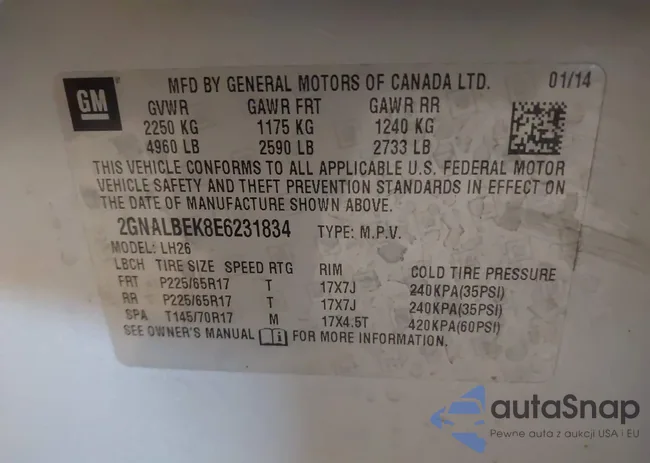 GM
MFD BY GENERAL MOTORS OF CANADA LTD. 01/14
GVWR GAWR FRT GAWR RR
2250 KG 1175 KG 1240 KG
4960 LB 2590 LB 2733 LB
THIS VEHICLE CONFORMS TO ALL APPLICABLE U.S. FEDERAL MOTOR
VEHICLE SAFETY AND THEFT PREVENTION STANDARDS IN EFFECT ON
THE DATE OF MANUFACTURE SHOWN ABOVE.
2GNALBEK8E6231834 TYPE: M.P.V.
MODEL: LH26
LBCH TIRE SIZE SPEED RTG RIM COLD TIRE PRESSURE
FRT P225/65R17 T 17X7J 240KPA(35PSI)
RR P225/65R17 T 17X7J 240KPA(35PSI)
SPA T145/70R17 M 17X4.5T 420KPA(60PSI)
SEE OWNER'S MANUAL FOR MORE INFORMATION.
autaSnap
Pewne auta z aukcji USA i EU